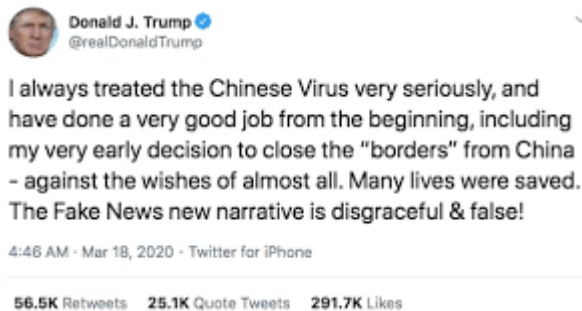 Donald J. Trump
@realDonaldTrump
I always treated the Chinese Virus very seriously, and
have done a very good job from the beginning, including
my very early decision to close the “borders” from China
- against the wishes of almost all. Many lives were saved.
The Fake News new narrative is disgraceful & false!
4:46 AM · Mar 18, 2020 · Twitter for iPhone
56.5K Retweets 25.1K Quote Tweets 291.7K Likes